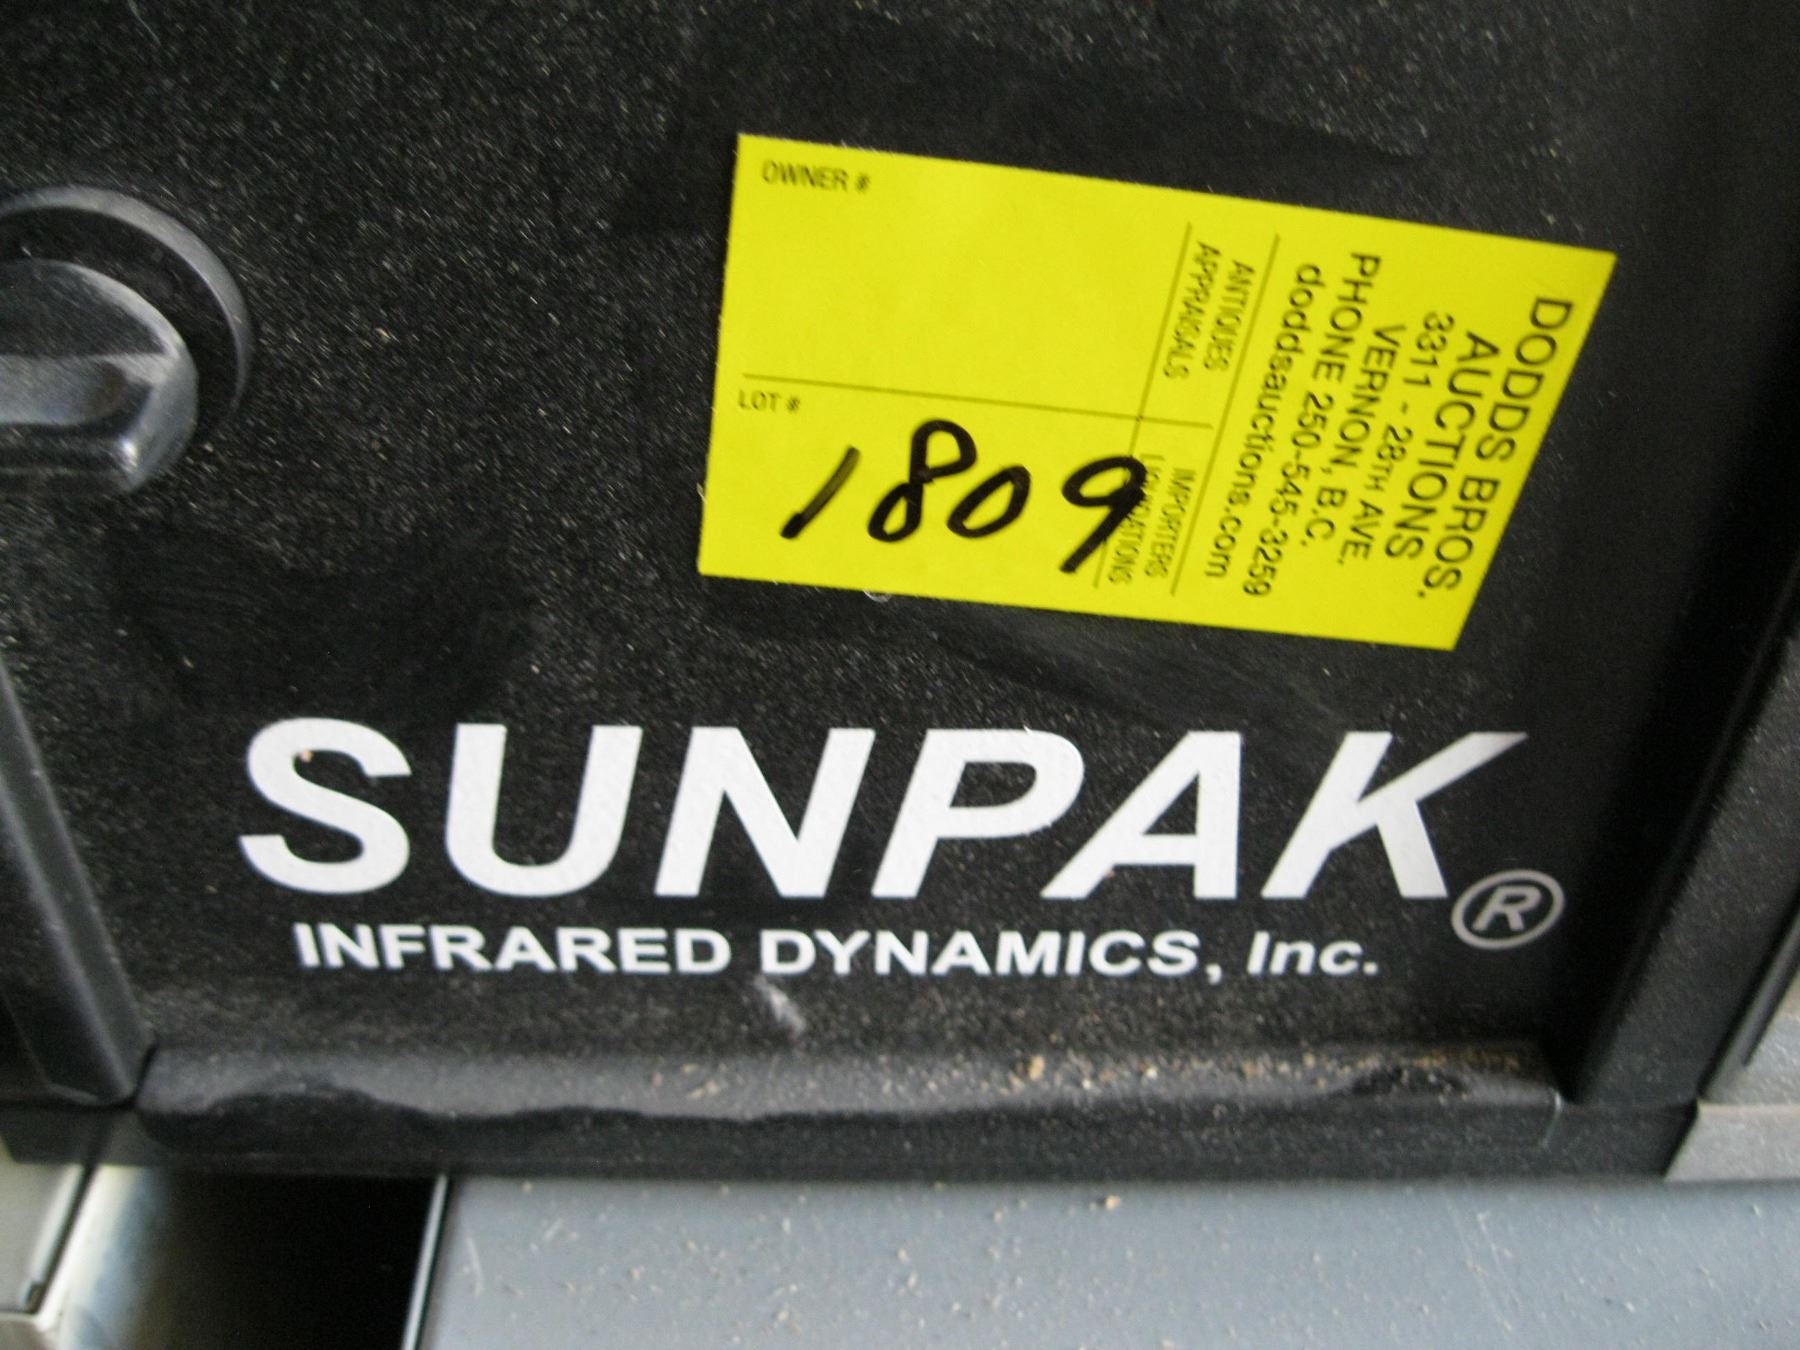 OWNER #
LOT #
1809
DODDS BROS.
AUCTIONS
3311 - 28TH AVE.
VERNON, B.C.
PHONE 250-545-3259
doddsauctions.com
ANTIQUES
APPRAISALS
IMPORTERS
LIQUIDATIONS
SUNPAK®
INFRARED DYNAMICS, Inc.